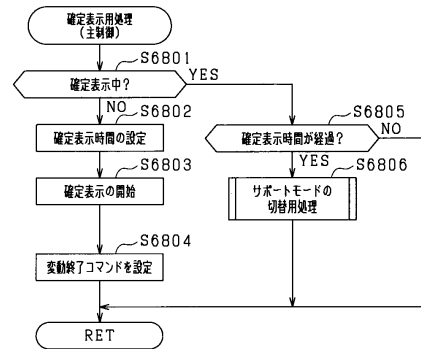 確定表示用処理
(主制御)
S6801
確定表示中?
YES
NO
S6802
確定表示時間の設定
S6803
確定表示の開始
S6804
変動終了コマンドを設定
S6805
確定表示時間が経過?
NO
YES
S6806
サポートモードの
切替用処理
RET